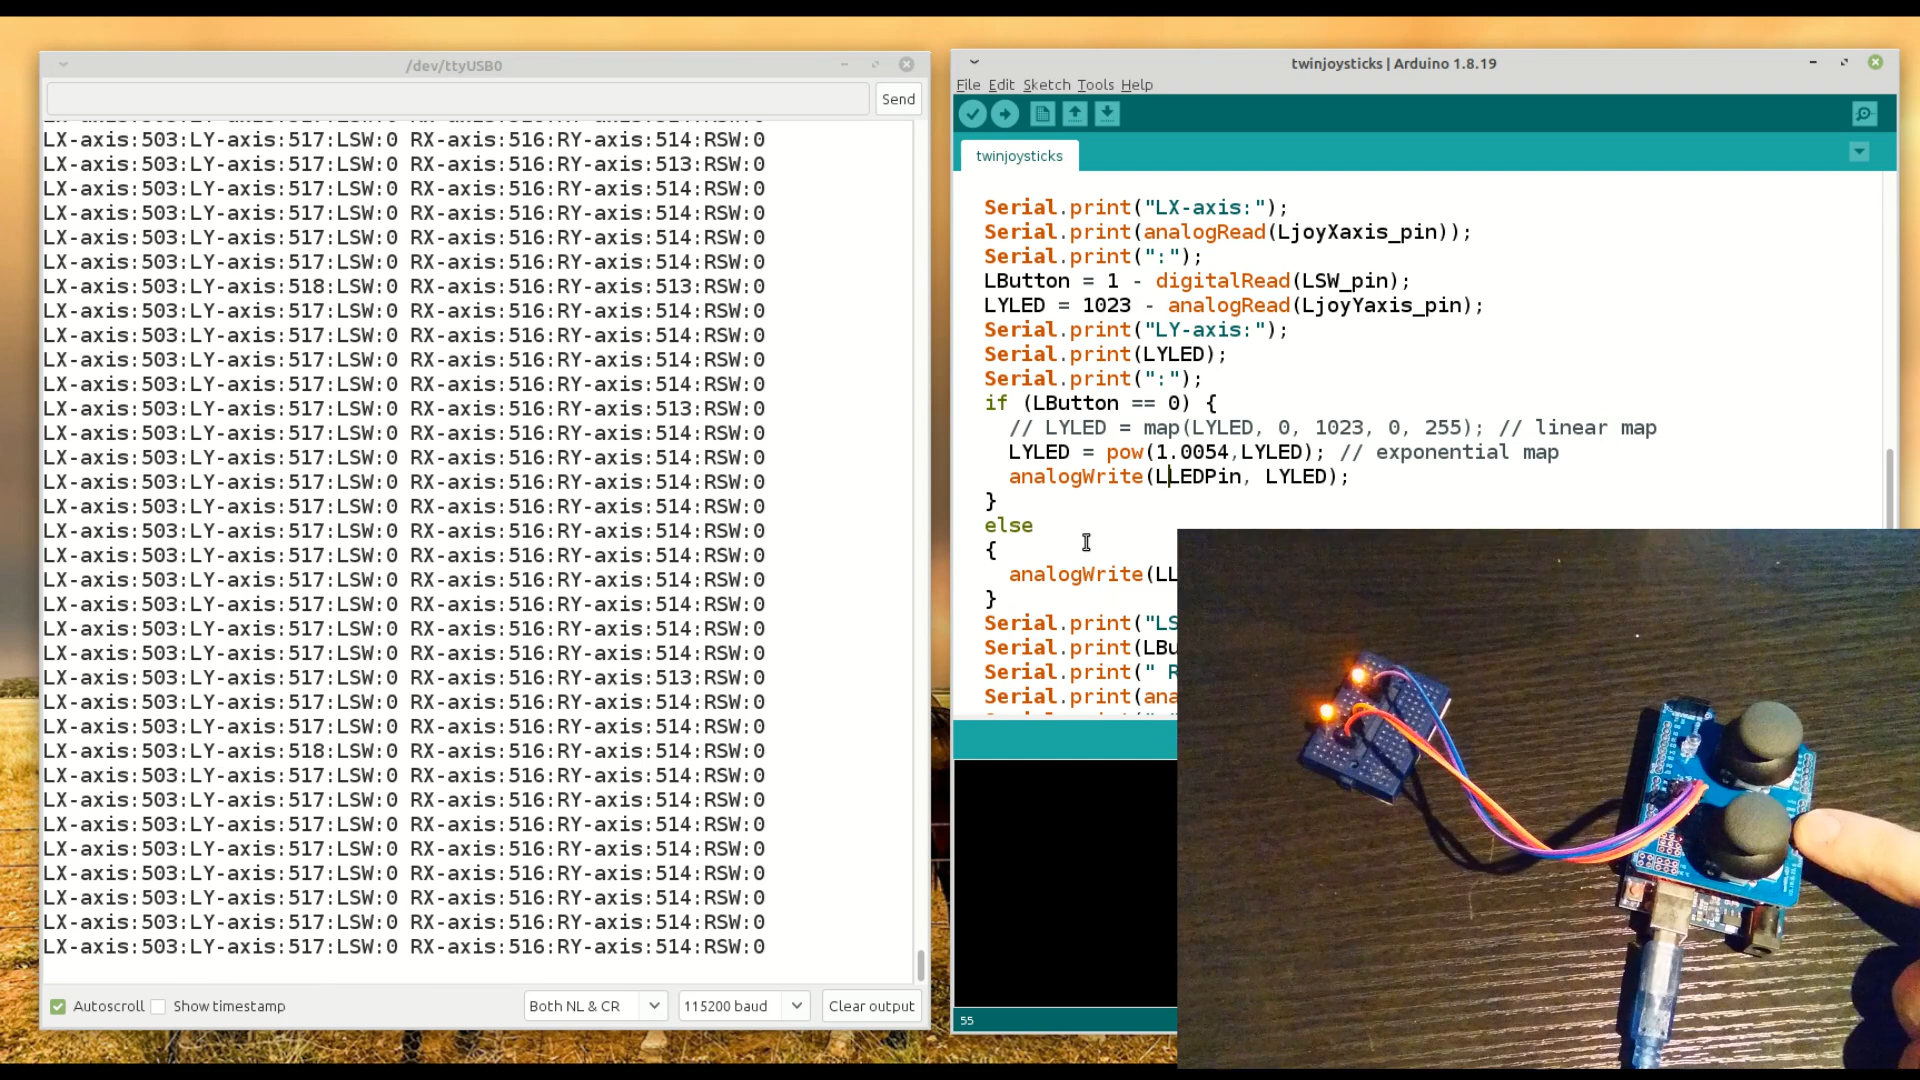 /dev/ttyUSB0
Send
LX-axis:503:LY-axis:517:LSW:0 RX-axis:516:RY-axis:514:RSW:0
LX-axis:503:LY-axis:517:LSW:0 RX-axis:516:RY-axis:513:RSW:0
LX-axis:503:LY-axis:517:LSW:0 RX-axis:516:RY-axis:514:RSW:0
LX-axis:503:LY-axis:517:LSW:0 RX-axis:516:RY-axis:514:RSW:0
LX-axis:503:LY-axis:517:LSW:0 RX-axis:516:RY-axis:514:RSW:0
LX-axis:503:LY-axis:517:LSW:0 RX-axis:516:RY-axis:514:RSW:0
LX-axis:503:LY-axis:518:LSW:0 RX-axis:516:RY-axis:513:RSW:0
LX-axis:503:LY-axis:517:LSW:0 RX-axis:516:RY-axis:514:RSW:0
LX-axis:503:LY-axis:517:LSW:0 RX-axis:516:RY-axis:514:RSW:0
LX-axis:503:LY-axis:517:LSW:0 RX-axis:516:RY-axis:514:RSW:0
LX-axis:503:LY-axis:517:LSW:0 RX-axis:516:RY-axis:514:RSW:0
LX-axis:503:LY-axis:517:LSW:0 RX-axis:516:RY-axis:513:RSW:0
LX-axis:503:LY-axis:517:LSW:0 RX-axis:516:RY-axis:514:RSW:0
LX-axis:503:LY-axis:517:LSW:0 RX-axis:516:RY-axis:514:RSW:0
LX-axis:503:LY-axis:517:LSW:0 RX-axis:516:RY-axis:514:RSW:0
LX-axis:503:LY-axis:517:LSW:0 RX-axis:516:RY-axis:514:RSW:0
LX-axis:503:LY-axis:517:LSW:0 RX-axis:516:RY-axis:514:RSW:0
LX-axis:503:LY-axis:517:LSW:0 RX-axis:516:RY-axis:514:RSW:0
LX-axis:503:LY-axis:517:LSW:0 RX-axis:516:RY-axis:514:RSW:0
LX-axis:503:LY-axis:517:LSW:0 RX-axis:516:RY-axis:514:RSW:0
LX-axis:503:LY-axis:517:LSW:0 RX-axis:516:RY-axis:514:RSW:0
LX-axis:503:LY-axis:517:LSW:0 RX-axis:516:RY-axis:514:RSW:0
LX-axis:503:LY-axis:517:LSW:0 RX-axis:516:RY-axis:513:RSW:0
LX-axis:503:LY-axis:517:LSW:0 RX-axis:516:RY-axis:514:RSW:0
LX-axis:503:LY-axis:517:LSW:0 RX-axis:516:RY-axis:514:RSW:0
LX-axis:503:LY-axis:518:LSW:0 RX-axis:516:RY-axis:514:RSW:0
LX-axis:503:LY-axis:517:LSW:0 RX-axis:516:RY-axis:514:RSW:0
LX-axis:503:LY-axis:517:LSW:0 RX-axis:516:RY-axis:514:RSW:0
LX-axis:503:LY-axis:517:LSW:0 RX-axis:516:RY-axis:514:RSW:0
LX-axis:503:LY-axis:517:LSW:0 RX-axis:516:RY-axis:514:RSW:0
LX-axis:503:LY-axis:517:LSW:0 RX-axis:516:RY-axis:514:RSW:0
LX-axis:503:LY-axis:517:LSW:0 RX-axis:516:RY-axis:514:RSW:0
LX-axis:503:LY-axis:517:LSW:0 RX-axis:516:RY-axis:514:RSW:0
LX-axis:503:LY-axis:517:LSW:0 RX-axis:516:RY-axis:514:RSW:0
Autoscroll Show timestamp Both NL & CR 115200 baud Clear output
twinjoysticks | Arduino 1.8.19
File Edit Sketch Tools Help
twinjoysticks
Serial.print("LX-axis:");
Serial.print(analogRead(LjoyXaxis_pin));
Serial.print(":");
LButton = 1 - digitalRead(LSW_pin);
LYLED = 1023 - analogRead(LjoyYaxis_pin);
Serial.print("LY-axis:");
Serial.print(LYLED);
Serial.print(":");
if (LButton == 0) {
// LYLED = map(LYLED, 0, 1023, 0, 255); // linear map
LYLED = pow(1.0054,LYLED); // exponential map
analogWrite(LLEDPin, LYLED);
}
else
{
analogWrite(LL
}
Serial.print("LS
Serial.print(LBu
Serial.print(" R
Serial.print(ana
55